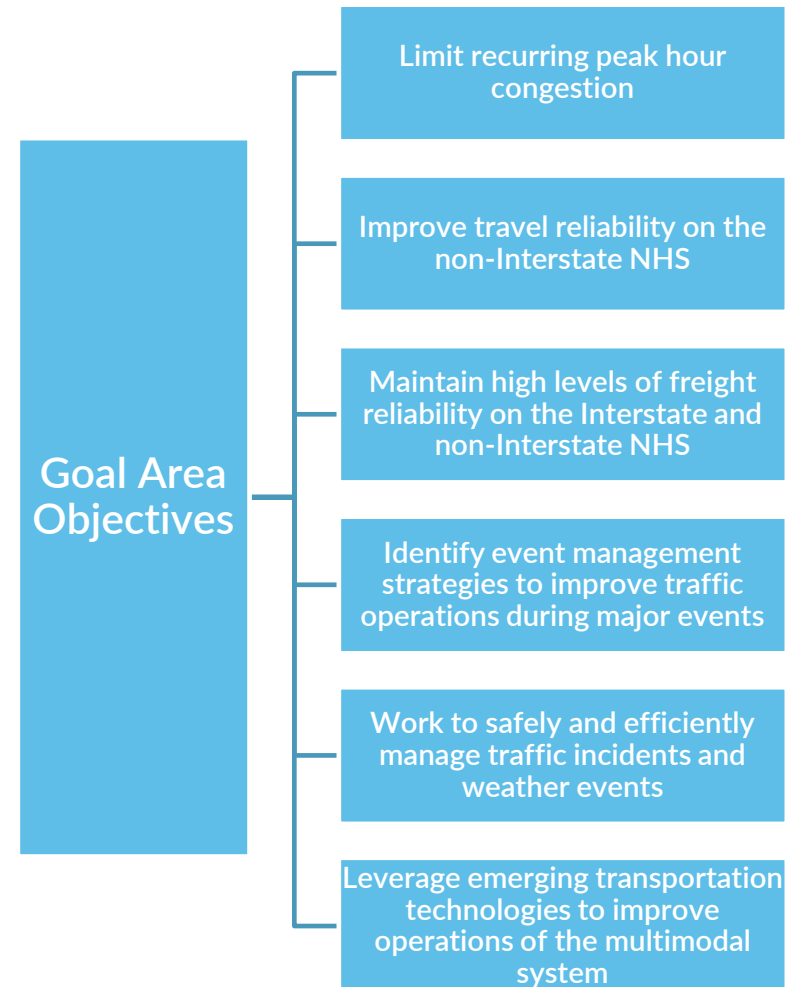 Limit recurring peak hour
congestion
Improve travel reliability on the
non-Interstate NHS
Maintain high levels of freight
reliability on the Interstate and
non-Interstate NHS
Goal Area
Objectives
Identify event management
strategies to improve traffic
operations during major events
Work to safely and efficiently
manage traffic incidents and
weather events
Leverage emerging transportation
technologies to improve
operations of the multimodal
system